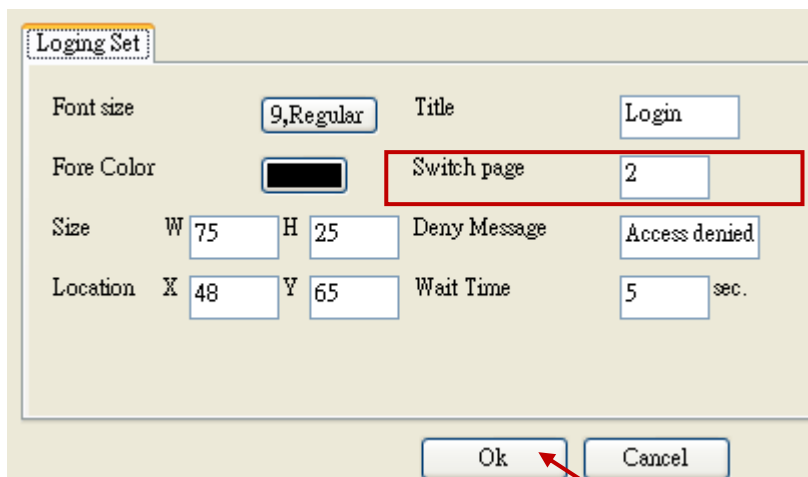 Loging Set
Font size 9,Regular Title Login
Fore Color Switch page 2
Size W 75 H 25 Deny Message Access denied
Location X 48 Y 65 Wait Time 5 sec.
Ok Cancel